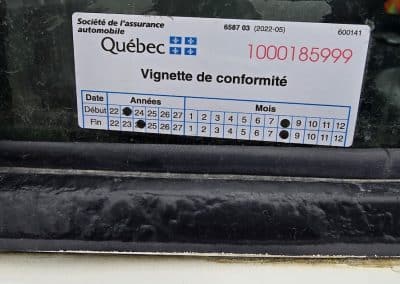 Société de l'assurance
automobile
6587 03 (2022-05)
600141
Québec
1000185999
Vignette de conformité
Date Années Mois
Début 22 24 25 26 27 1 2 3 4 5 6 7 9 10 11 12
Fin 22 23 25 26 27 1 2 3 4 5 6 7 9 10 11 12